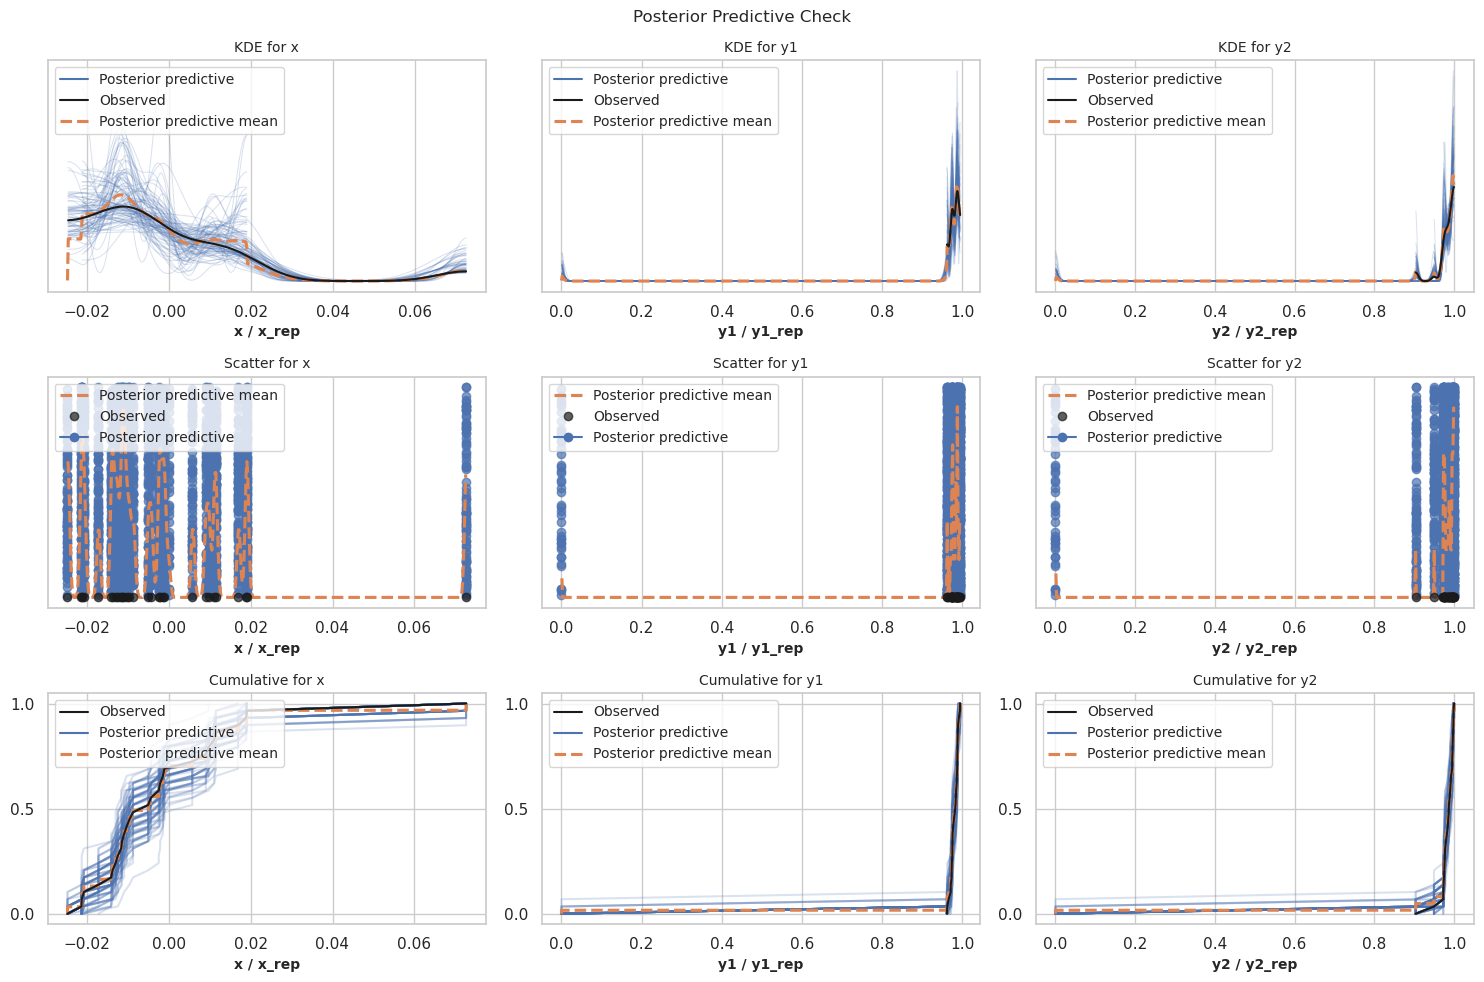 Posterior Predictive Check
KDE for x
Posterior predictive
Observed
Posterior predictive mean
−0.02 0.00 0.02 0.04 0.06
x / x_rep
KDE for y1
Posterior predictive
Observed
Posterior predictive mean
0.0 0.2 0.4 0.6 0.8 1.0
y1 / y1_rep
KDE for y2
Posterior predictive
Observed
Posterior predictive mean
0.0 0.2 0.4 0.6 0.8 1.0
y2 / y2_rep
Scatter for x
Posterior predictive mean
Observed
Posterior predictive
−0.02 0.00 0.02 0.04 0.06
x / x_rep
Scatter for y1
Posterior predictive mean
Observed
Posterior predictive
0.0 0.2 0.4 0.6 0.8 1.0
y1 / y1_rep
Scatter for y2
Posterior predictive mean
Observed
Posterior predictive
0.0 0.2 0.4 0.6 0.8 1.0
y2 / y2_rep
Cumulative for x
1.0
0.5
0.0
Observed
Posterior predictive
Posterior predictive mean
−0.02 0.00 0.02 0.04 0.06
x / x_rep
Cumulative for y1
1.0
0.5
0.0
Observed
Posterior predictive
Posterior predictive mean
0.0 0.2 0.4 0.6 0.8 1.0
y1 / y1_rep
Cumulative for y2
1.0
0.5
0.0
Observed
Posterior predictive
Posterior predictive mean
0.0 0.2 0.4 0.6 0.8 1.0
y2 / y2_rep